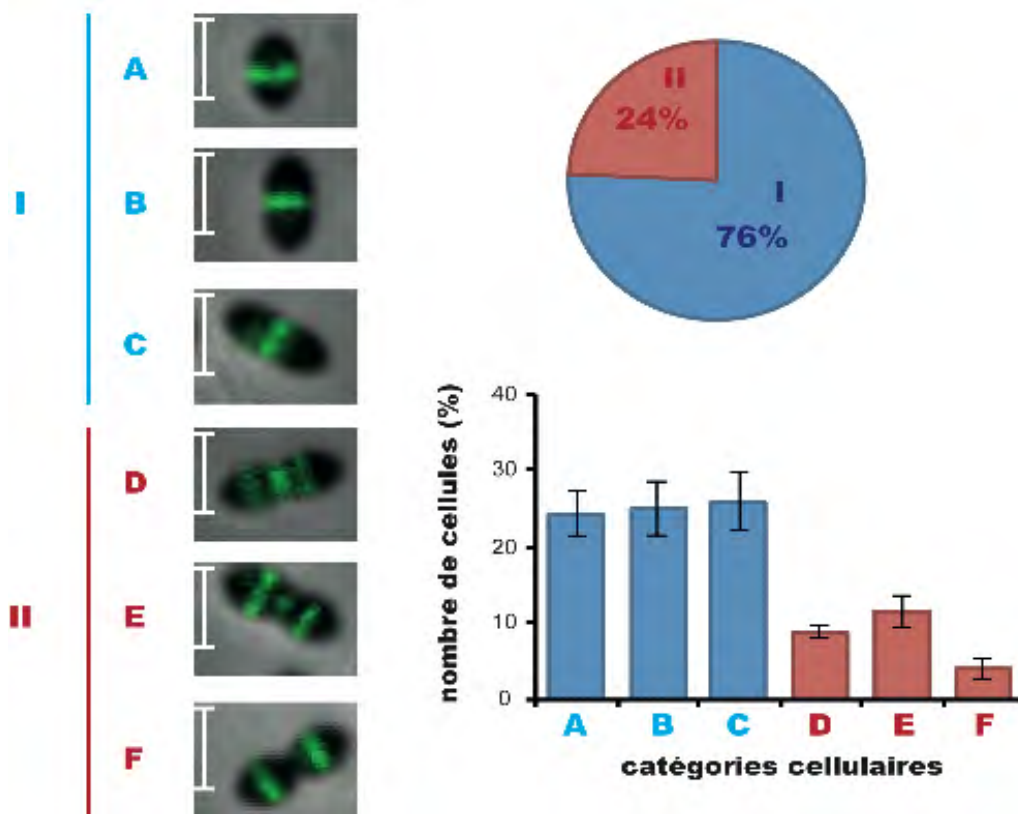 I
A
B
C
II
D
E
F
II
24%
I
76%
nombre de cellules (%)
40
30
20
10
0
A B C D E F
catégories cellulaires